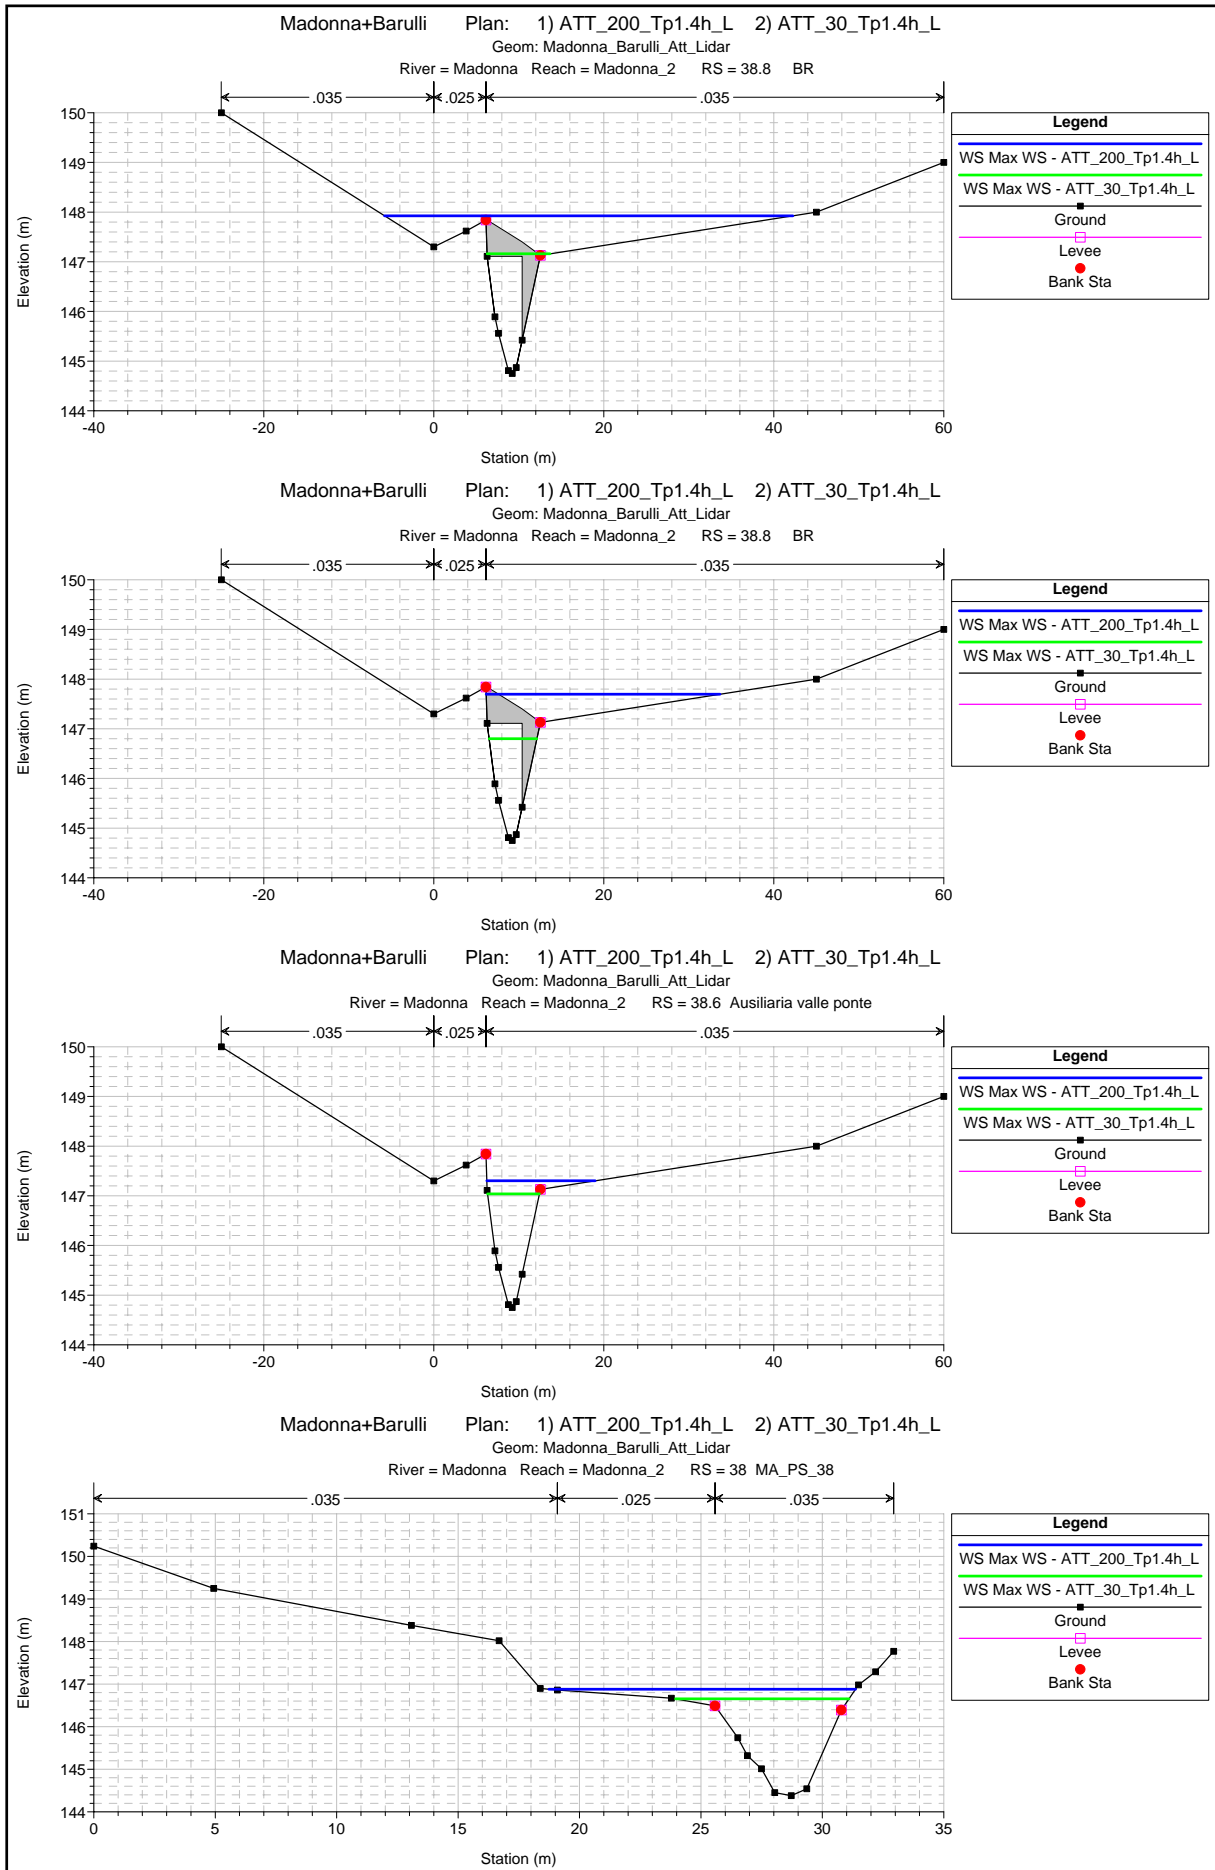 Madonna+Barulli Plan: 1) ATT_200_Tp1.4h_L 2) ATT_30_Tp1.4h_L
Geom: Madonna_Barulli_Att_Lidar
River = Madonna Reach = Madonna_2 RS = 38.8 BR
.035 .025 .035
150
149
148
147
146
145
144
Elevation (m)
-40 -20 0 20 40 60
Station (m)
Legend
WS Max WS - ATT_200_Tp1.4h_L
WS Max WS - ATT_30_Tp1.4h_L
Ground
Levee
Bank Sta
Madonna+Barulli Plan: 1) ATT_200_Tp1.4h_L 2) ATT_30_Tp1.4h_L
Geom: Madonna_Barulli_Att_Lidar
River = Madonna Reach = Madonna_2 RS = 38.8 BR
.035 .025 .035
150
149
148
147
146
145
144
Elevation (m)
-40 -20 0 20 40 60
Station (m)
Legend
WS Max WS - ATT_200_Tp1.4h_L
WS Max WS - ATT_30_Tp1.4h_L
Ground
Levee
Bank Sta
Madonna+Barulli Plan: 1) ATT_200_Tp1.4h_L 2) ATT_30_Tp1.4h_L
Geom: Madonna_Barulli_Att_Lidar
River = Madonna Reach = Madonna_2 RS = 38.6 Ausiliaria valle ponte
.035 .025 .035
150
149
148
147
146
145
144
Elevation (m)
-40 -20 0 20 40 60
Station (m)
Legend
WS Max WS - ATT_200_Tp1.4h_L
WS Max WS - ATT_30_Tp1.4h_L
Ground
Levee
Bank Sta
Madonna+Barulli Plan: 1) ATT_200_Tp1.4h_L 2) ATT_30_Tp1.4h_L
Geom: Madonna_Barulli_Att_Lidar
River = Madonna Reach = Madonna_2 RS = 38 MA_PS_38
.035 .025 .035
151
150
149
148
147
146
145
144
Elevation (m)
0 5 10 15 20 25 30 35
Station (m)
Legend
WS Max WS - ATT_200_Tp1.4h_L
WS Max WS - ATT_30_Tp1.4h_L
Ground
Levee
Bank Sta